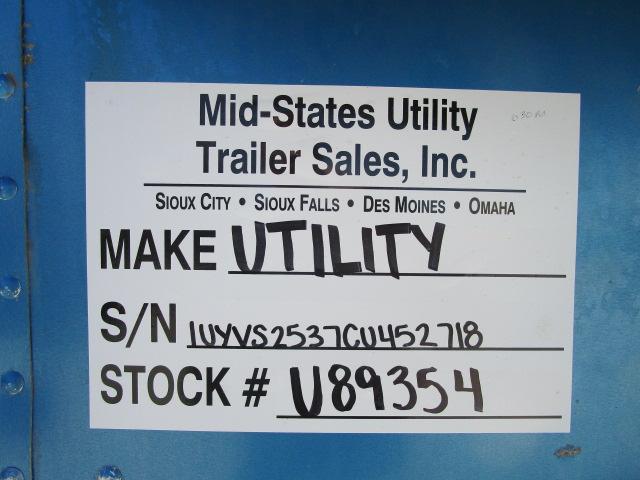 Mid-States Utility
Trailer Sales, Inc.
SIOUX CITY • SIOUX FALLS • DES MOINES • OMAHA
MAKE UTILITY
S/N 1UYVS2537CU452718
STOCK # U89354